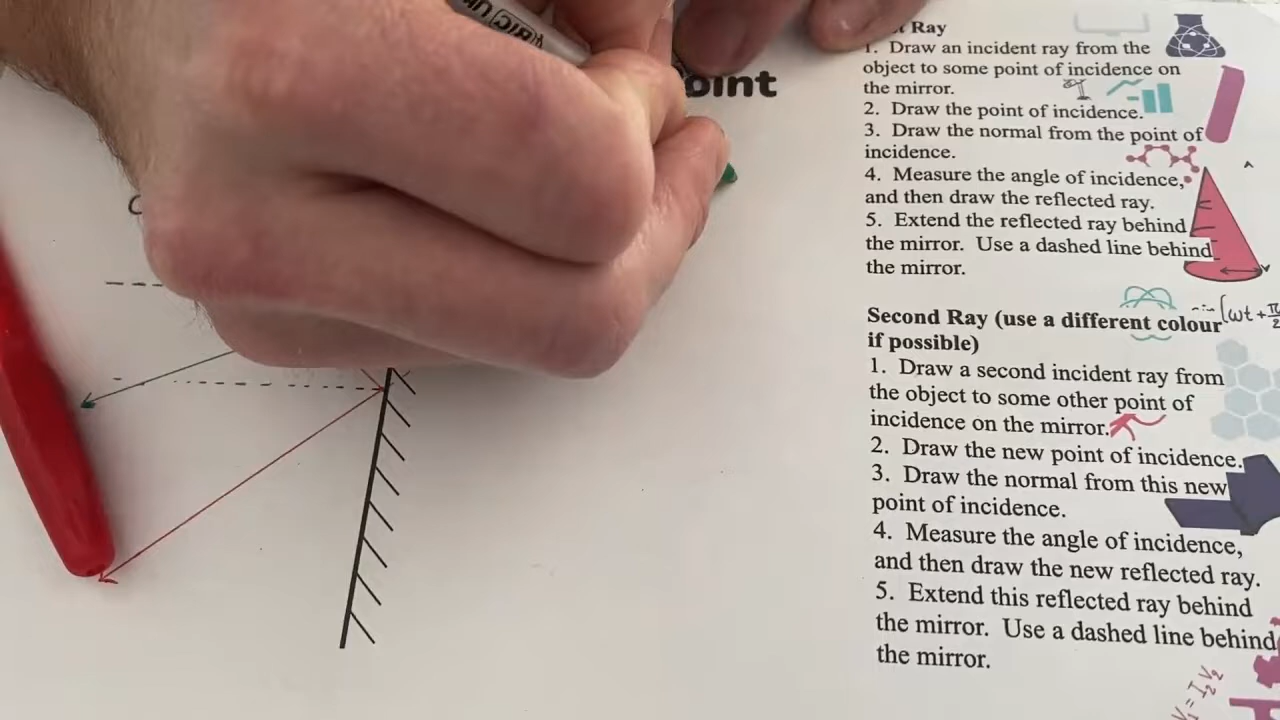 Ray
1. Draw an incident ray from the
object to some point of incidence on
the mirror.
2. Draw the point of incidence.
3. Draw the normal from the point of
incidence.
4. Measure the angle of incidence,
and then draw the reflected ray.
5. Extend the reflected ray behind
the mirror. Use a dashed line behind
the mirror.
Second Ray (use a different colour
if possible)
1. Draw a second incident ray from
the object to some other point of
incidence on the mirror.
2. Draw the new point of incidence.
3. Draw the normal from this new
point of incidence.
4. Measure the angle of incidence,
and then draw the new reflected ray.
5. Extend this reflected ray behind
the mirror. Use a dashed line behind
the mirror.